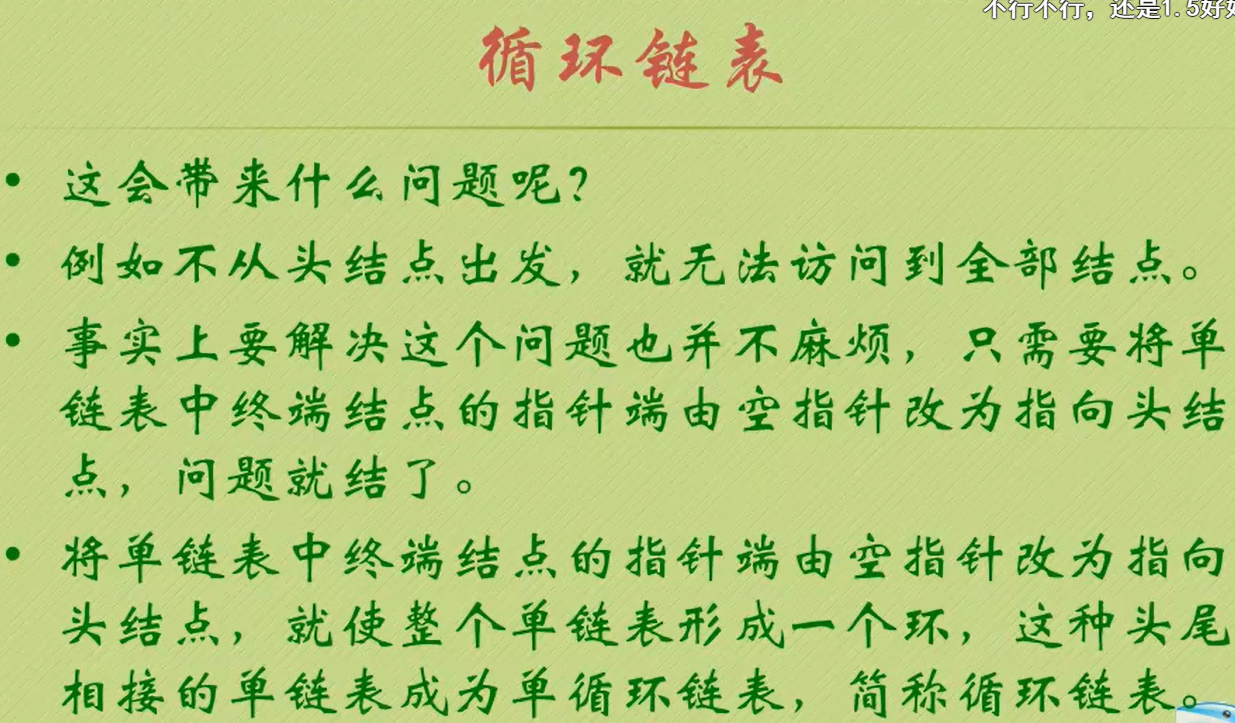 不行不行，还是1.5好
循环链表
• 这会带来什么问题呢？
• 例如不从头结点出发，就无法访问到全部结点。
• 事实上要解决这个问题也并不麻烦，只需要将单
链表中终端结点的指针端由空指针改为指向头结
点，问题就结了。
• 将单链表中终端结点的指针端由空指针改为指向
头结点，就使整个单链表形成一个环，这种头尾
相接的单链表成为单循环链表，简称循环链表。